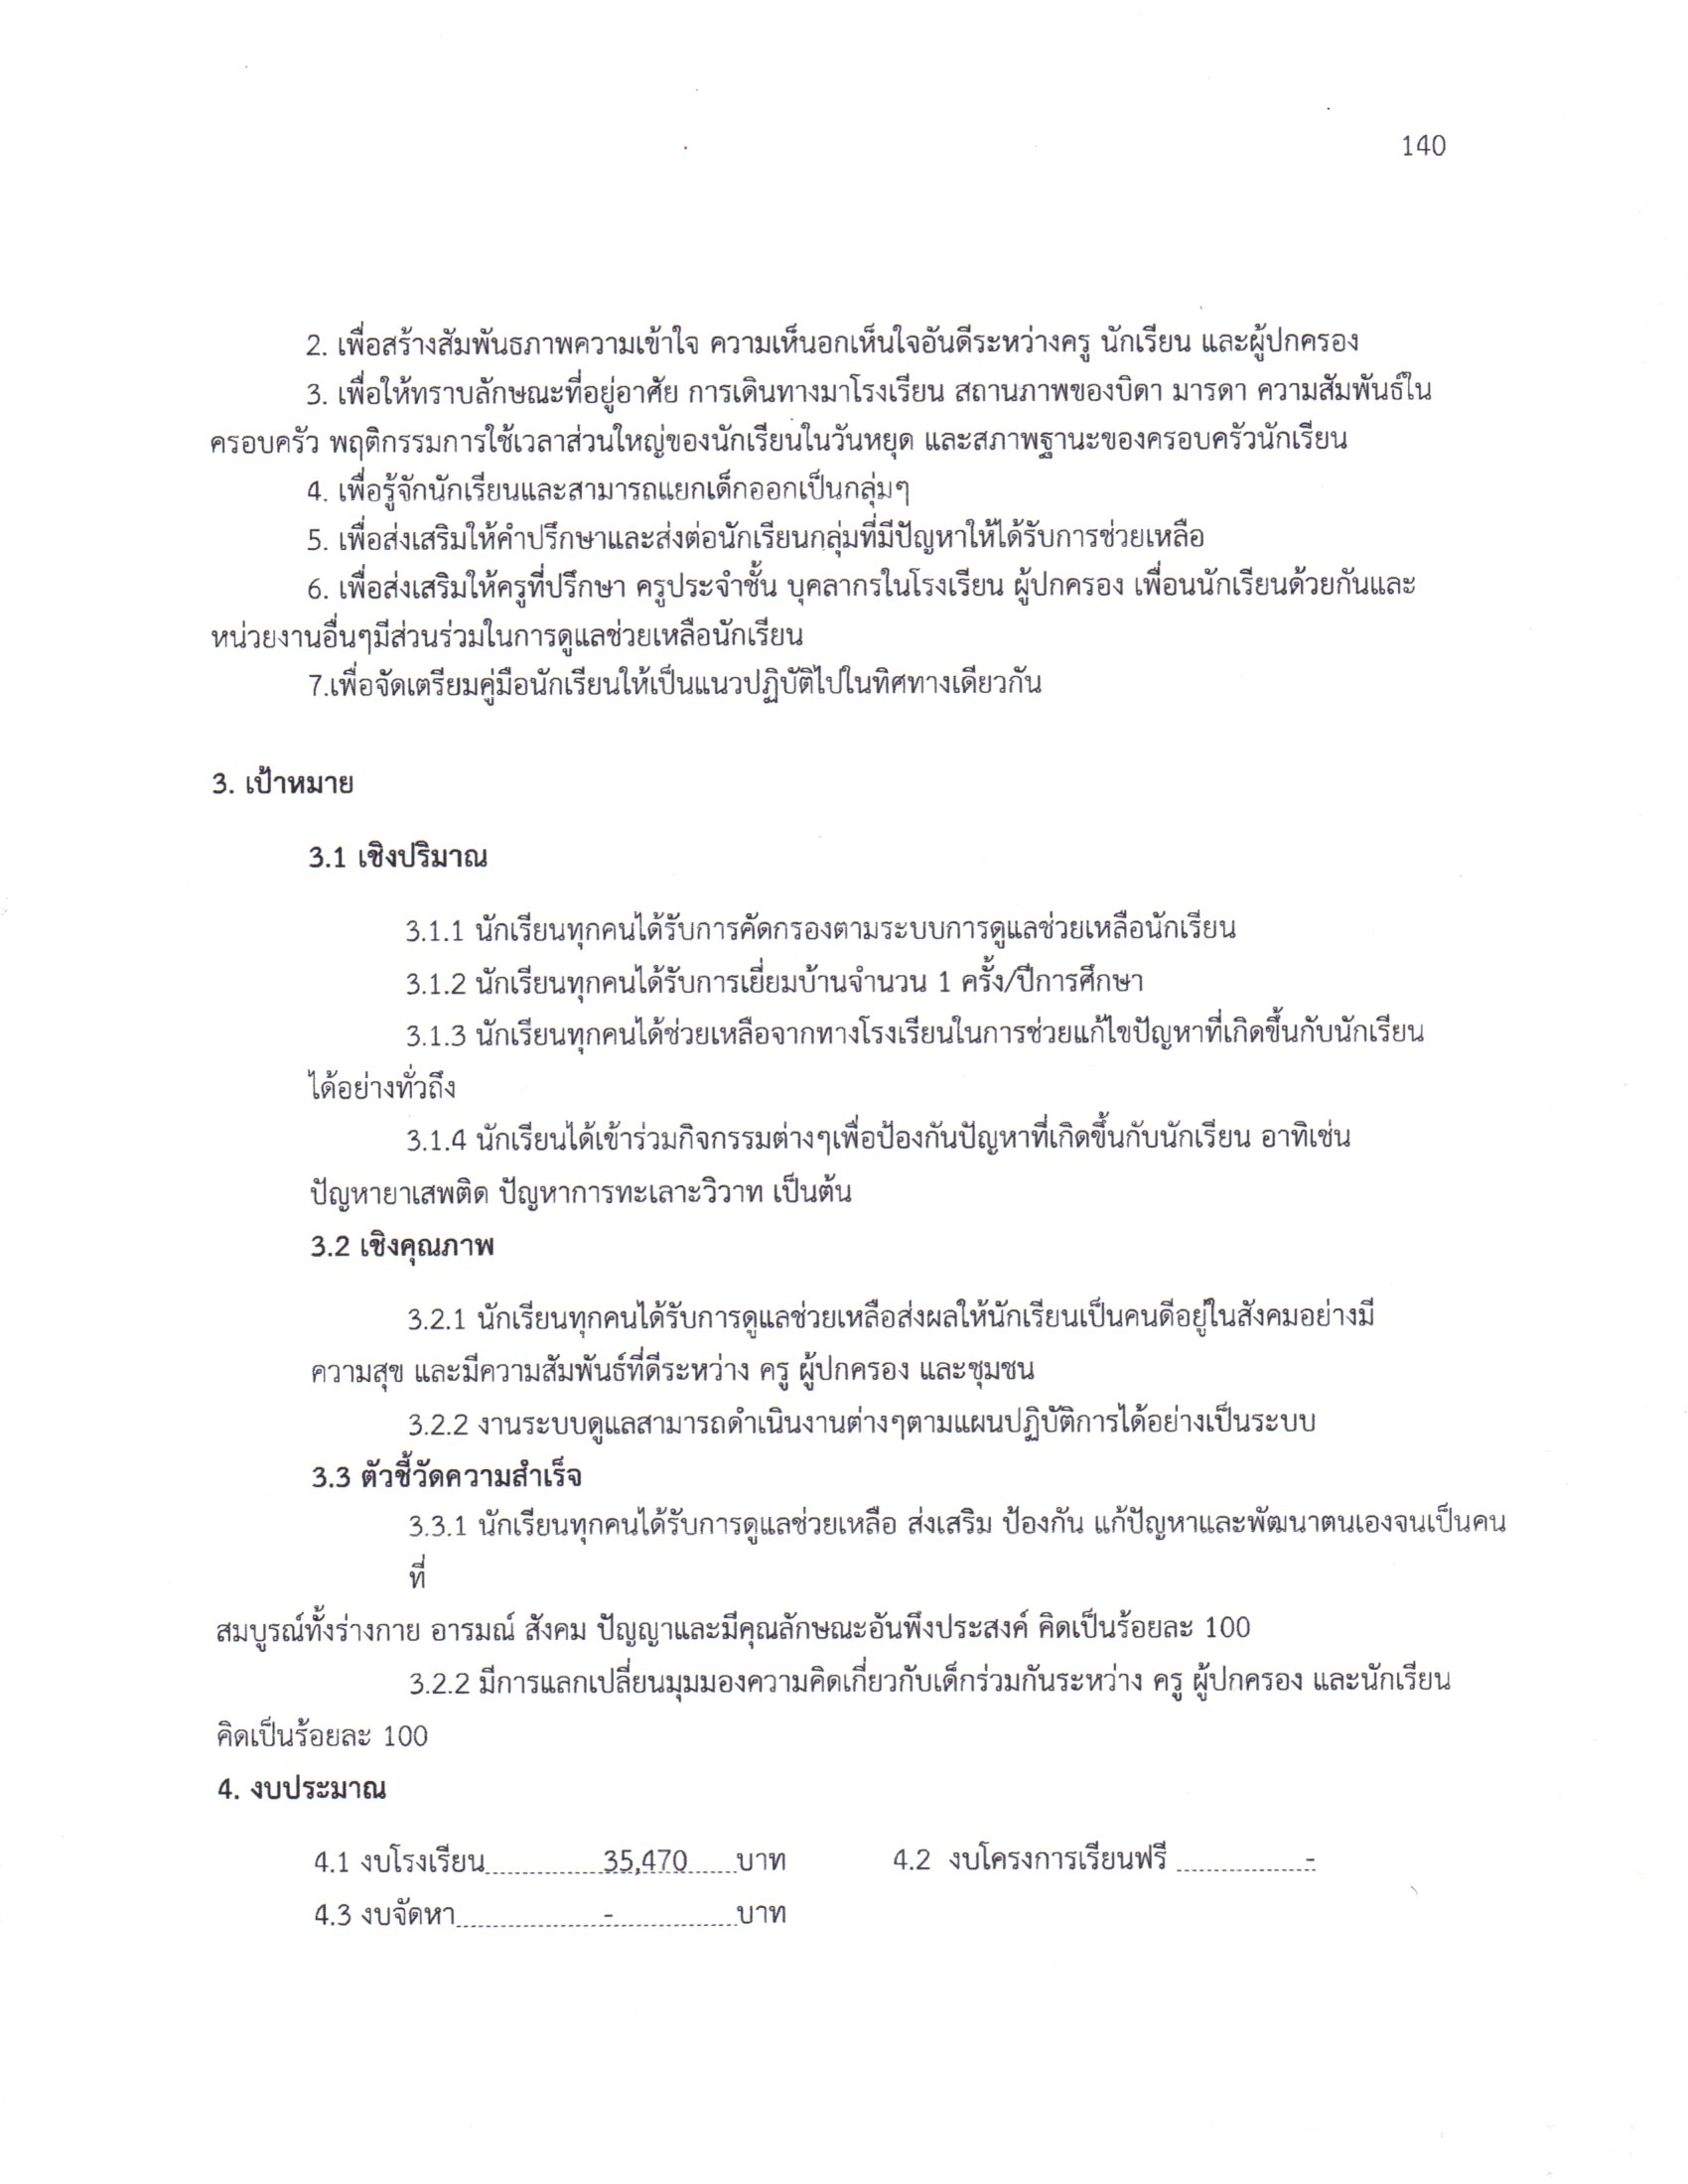 140
2. เพื่อสร้างสัมพันธภาพความเข้าใจ ความเห็นอกเห็นใจอันดีระหว่างครู นักเรียน และผู้ปกครอง
3. เพื่อให้ทราบลักษณะที่อยู่อาศัย การเดินทางมาโรงเรียน สถานภาพของบิดา มารดา ความสัมพันธ์ใน
ครอบครัว พฤติกรรมการใช้เวลาส่วนใหญ่ของนักเรียนในวันหยุด และสภาพฐานะของครอบครัวนักเรียน
4. เพื่อรู้จักนักเรียนและสามารถแยกเด็กออกเป็นกลุ่มๆ
5. เพื่อส่งเสริมให้คำปรึกษาและส่งต่อนักเรียนกลุ่มที่มีปัญหาให้ได้รับการช่วยเหลือ
6. เพื่อส่งเสริมให้ครูที่ปรึกษา ครูประจำชั้น บุคลากรในโรงเรียน ผู้ปกครอง เพื่อนนักเรียนด้วยกันและ
หน่วยงานอื่นๆมีส่วนร่วมในการดูแลช่วยเหลือนักเรียน
7.เพื่อจัดเตรียมคู่มือนักเรียนให้เป็นแนวปฏิบัติไปในทิศทางเดียวกัน
3. เป้าหมาย
3.1 เชิงปริมาณ
3.1.1 นักเรียนทุกคนได้รับการคัดกรองตามระบบการดูแลช่วยเหลือนักเรียน
3.1.2 นักเรียนทุกคนได้รับการเยี่ยมบ้านจำนวน 1 ครั้ง/ปีการศึกษา
3.1.3 นักเรียนทุกคนได้ช่วยเหลือจากทางโรงเรียนในการช่วยแก้ไขปัญหาที่เกิดขึ้นกับนักเรียน
ได้อย่างทั่วถึง
3.1.4 นักเรียนได้เข้าร่วมกิจกรรมต่างๆเพื่อป้องกันปัญหาที่เกิดขึ้นกับนักเรียน อาทิเช่น
ปัญหายาเสพติด ปัญหาการทะเลาะวิวาท เป็นต้น
3.2 เชิงคุณภาพ
3.2.1 นักเรียนทุกคนได้รับการดูแลช่วยเหลือส่งผลให้นักเรียนเป็นคนดีอยู่ในสังคมอย่างมี
ความสุข และมีความสัมพันธ์ที่ดีระหว่าง ครู ผู้ปกครอง และชุมชน
3.2.2 งานระบบดูแลสามารถดำเนินงานต่างๆตามแผนปฏิบัติการได้อย่างเป็นระบบ
3.3 ตัวชี้วัดความสำเร็จ
3.3.1 นักเรียนทุกคนได้รับการดูแลช่วยเหลือ ส่งเสริม ป้องกัน แก้ปัญหาและพัฒนาตนเองจนเป็นคน
ที่
สมบูรณ์ทั้งร่างกาย อารมณ์ สังคม ปัญญาและมีคุณลักษณะอันพึงประสงค์ คิดเป็นร้อยละ 100
3.2.2 มีการแลกเปลี่ยนมุมมองความคิดเกี่ยวกับเด็กร่วมกันระหว่าง ครู ผู้ปกครอง และนักเรียน
คิดเป็นร้อยละ 100
4. งบประมาณ
4.1 งบโรงเรียน...............35,470......บาท 4.2 งบโครงการเรียนฟรี ................-
4.3 งบจัดหา...................-...............บาท